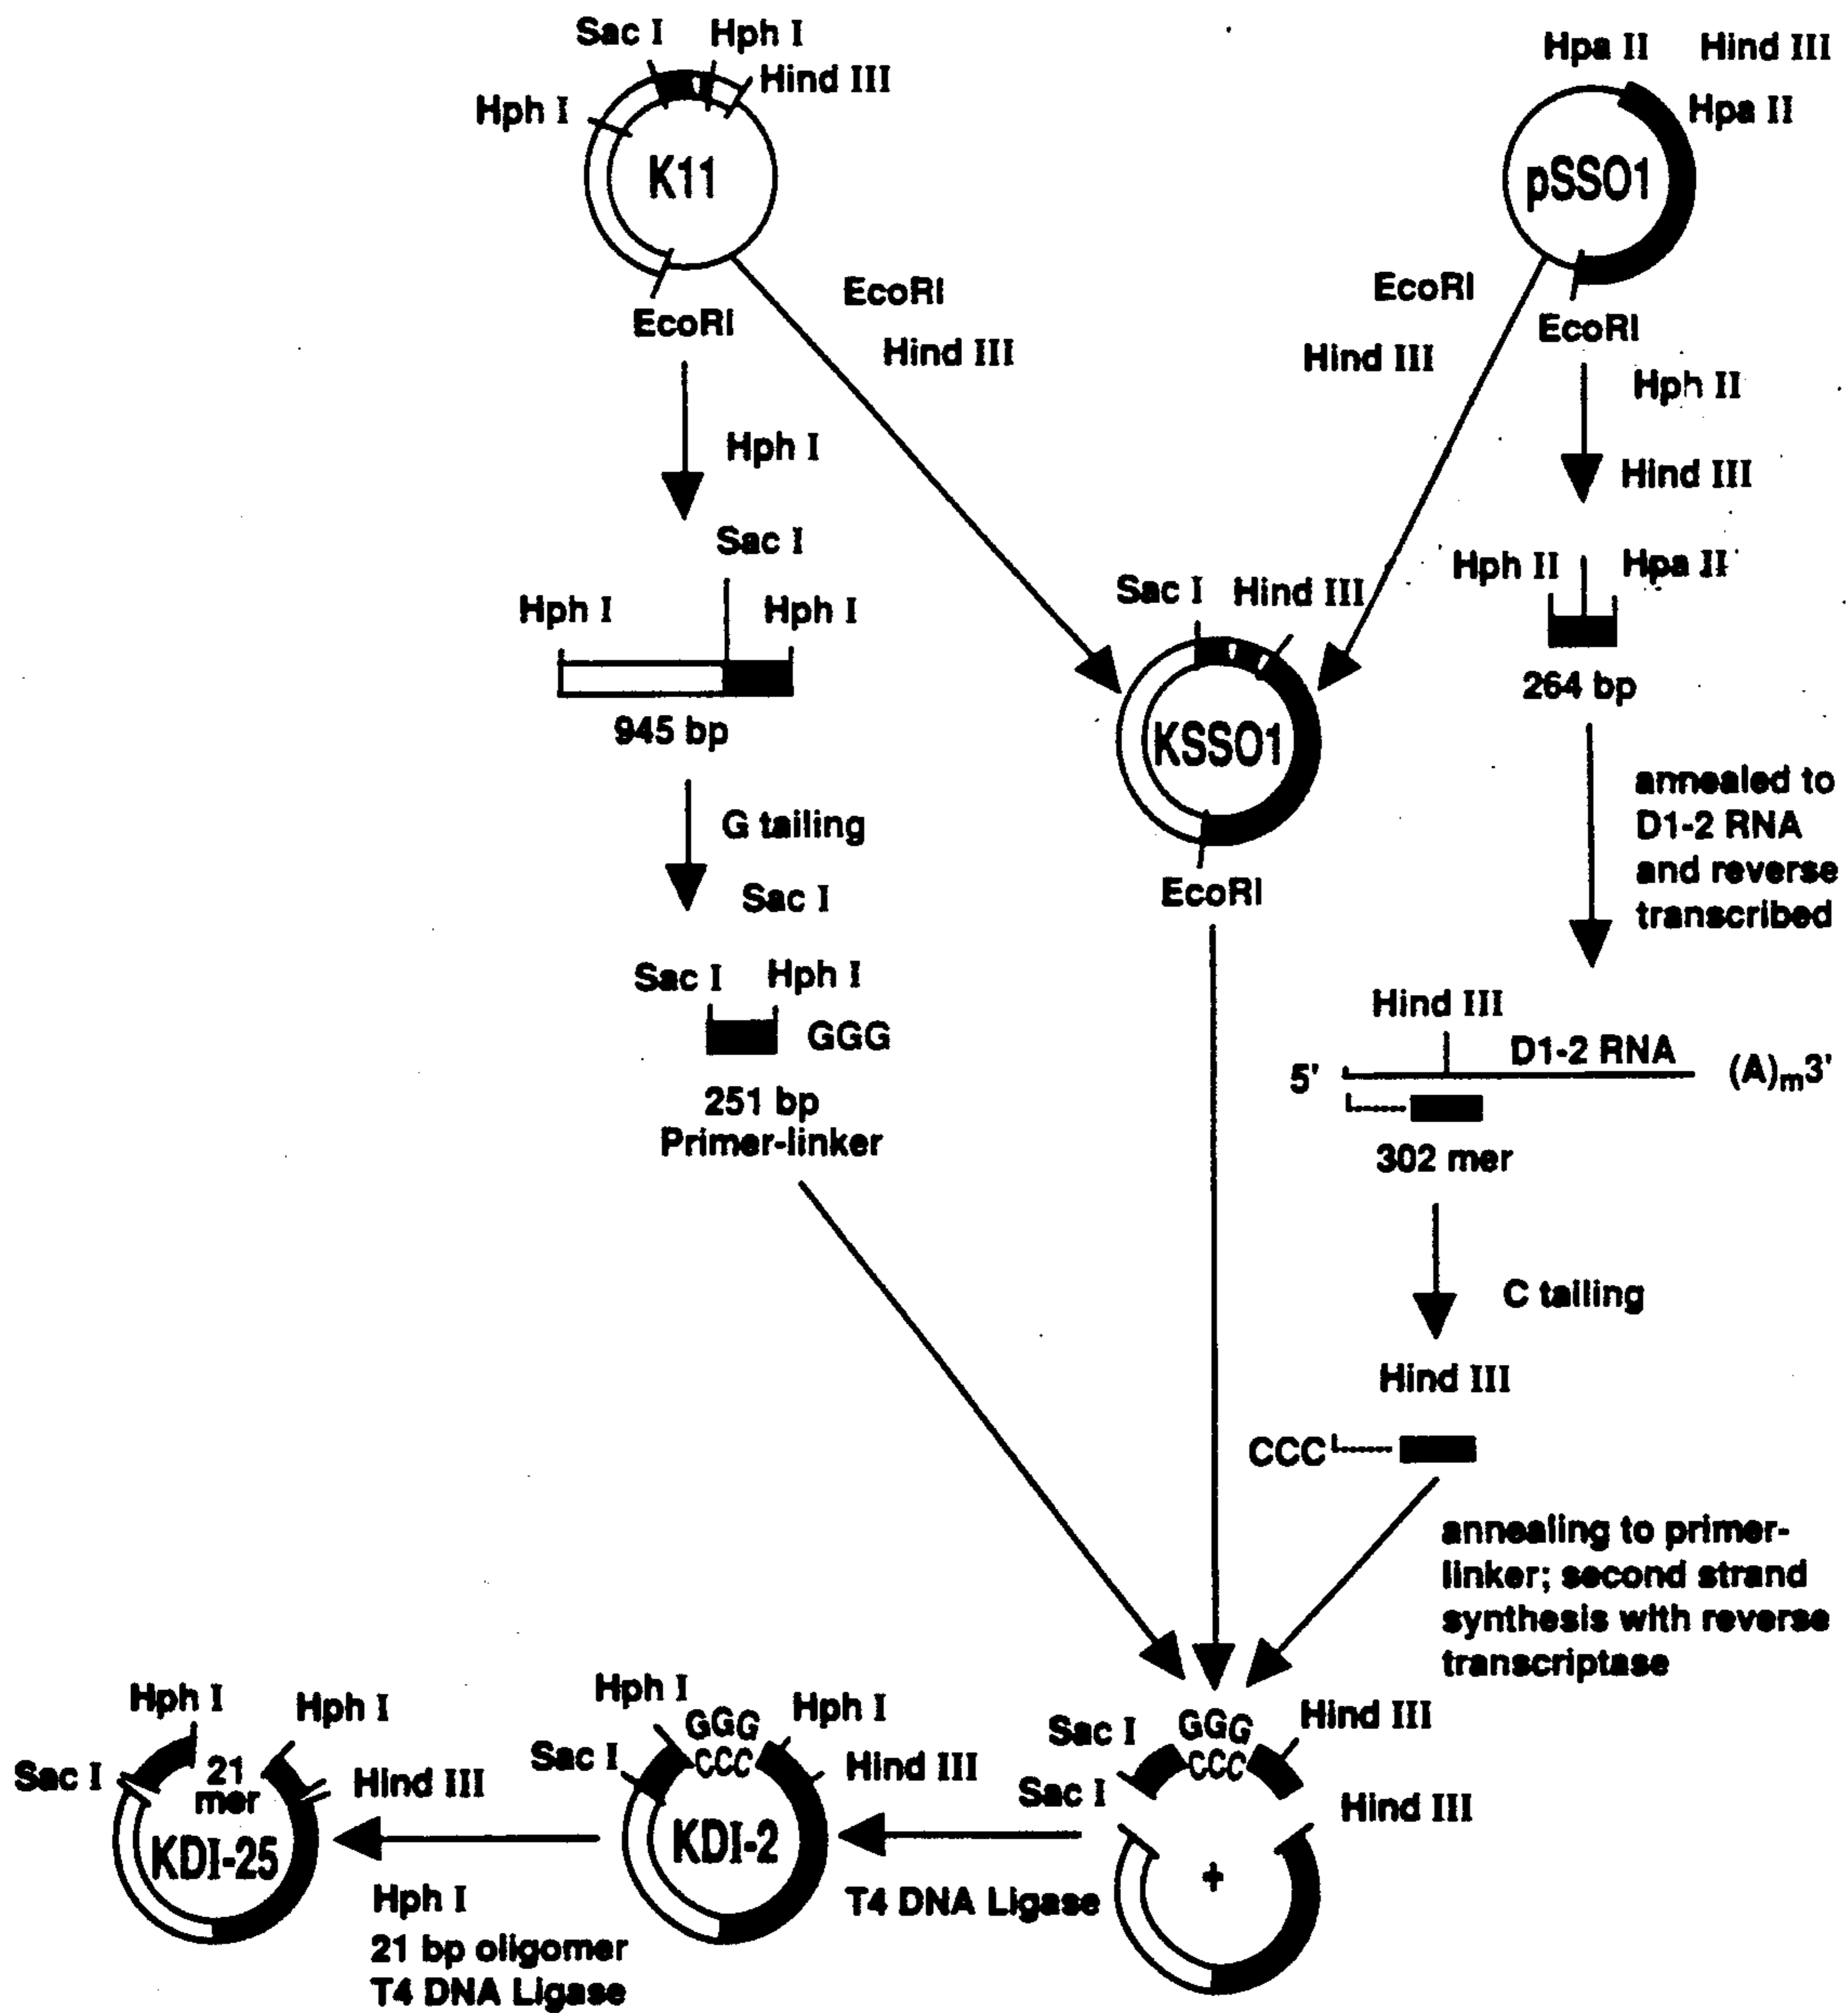 Sac I
Hph I
Hind III
Hph I
K11
EcoRI
Hpa II
Hind III
Hpa II
pSSO1
EcoRI
EcoRI
Hind III
EcoRI
Hind III
Hph I
Hph II
Hind III
Sac I
Hph I
Hph I
945 bp
Hph II
Hpa II
264 bp
Sac I
Hind III
KSSO1
EcoRI
G tailing
annealed to
D1-2 RNA
and reverse
transcribed
Sac I
Sac I
Hph I
GGG
251 bp
Primer-linker
Hind III
D1-2 RNA
5'
(A)m3'
302 mer
C tailing
Hind III
CCC
annealing to primer-
linker; second strand
synthesis with reverse
transcriptase
Sac I
GGG
CCC
Hind III
Sac I
Hind III
+
T4 DNA Ligase
Hph I
GGG
CCC
Hph I
Sac I
Hind III
KDI-2
Hph I
21 bp oligomer
T4 DNA Ligase
Hph I
Hph I
Sac I
21
mer
Hind III
KDI-25